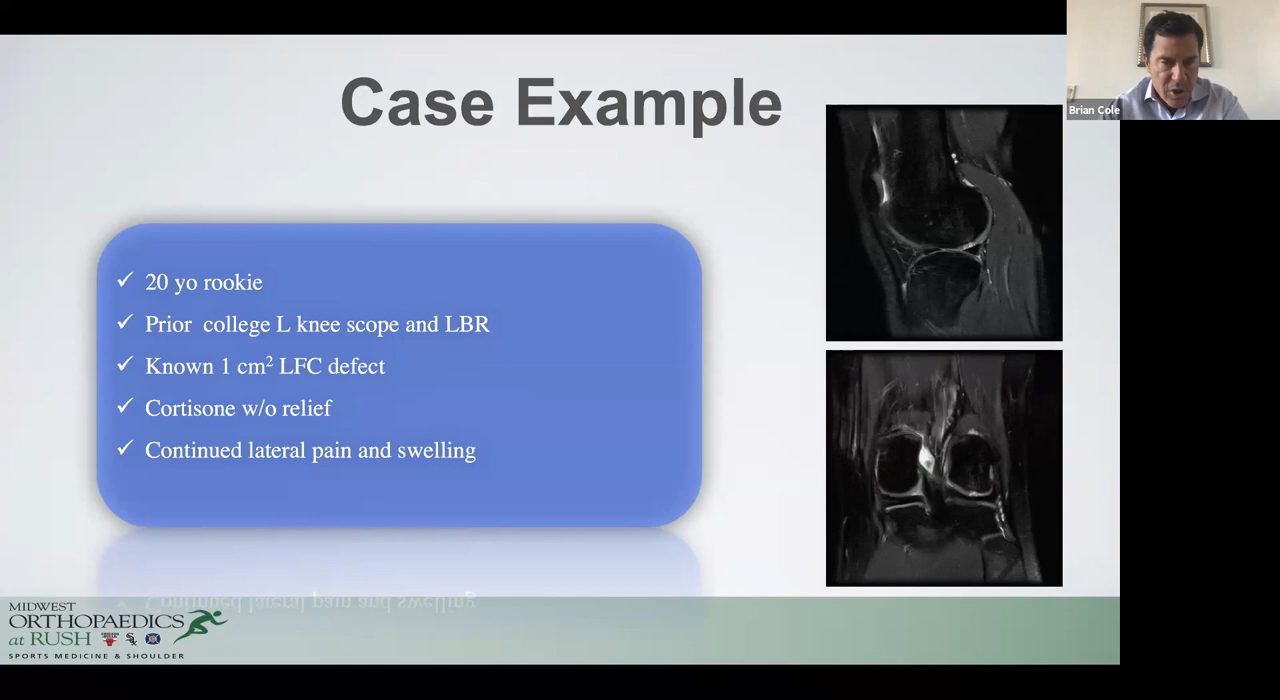 Case Example
Brian Cole
✓ 20 yo rookie
✓ Prior college L knee scope and LBR
✓ Known 1 cm² LFC defect
✓ Cortisone w/o relief
✓ Continued lateral pain and swelling
MIDWEST
ORTHOPAEDICS
at RUSH
SPORTS MEDICINE & SHOULDER